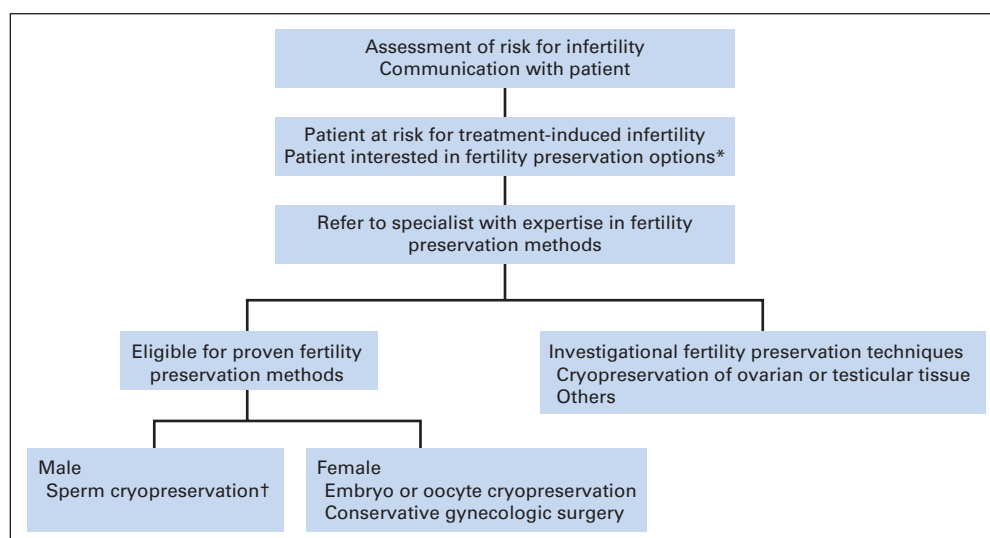 Assessment of risk for infertility
Communication with patient
Patient at risk for treatment-induced infertility
Patient interested in fertility preservation options*
Refer to specialist with expertise in fertility
preservation methods
Eligible for proven fertility
preservation methods
Investigational fertility preservation techniques
Cryopreservation of ovarian or testicular tissue
Others
Male
Sperm cryopreservation†
Female
Embryo or oocyte cryopreservation
Conservative gynecologic surgery